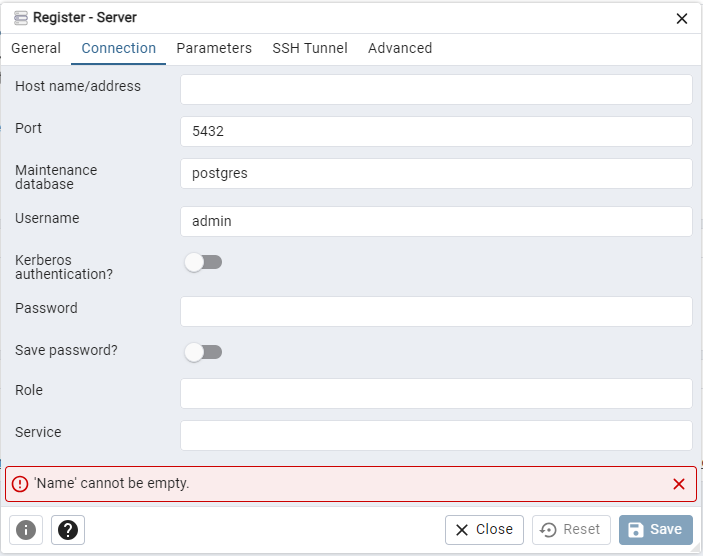 Register - Server
General Connection Parameters SSH Tunnel Advanced
Host name/address
Port 5432
Maintenance
database postgres
Username admin
Kerberos
authentication?
Password
Save password?
Role
Service
'Name' cannot be empty.
Close Reset Save